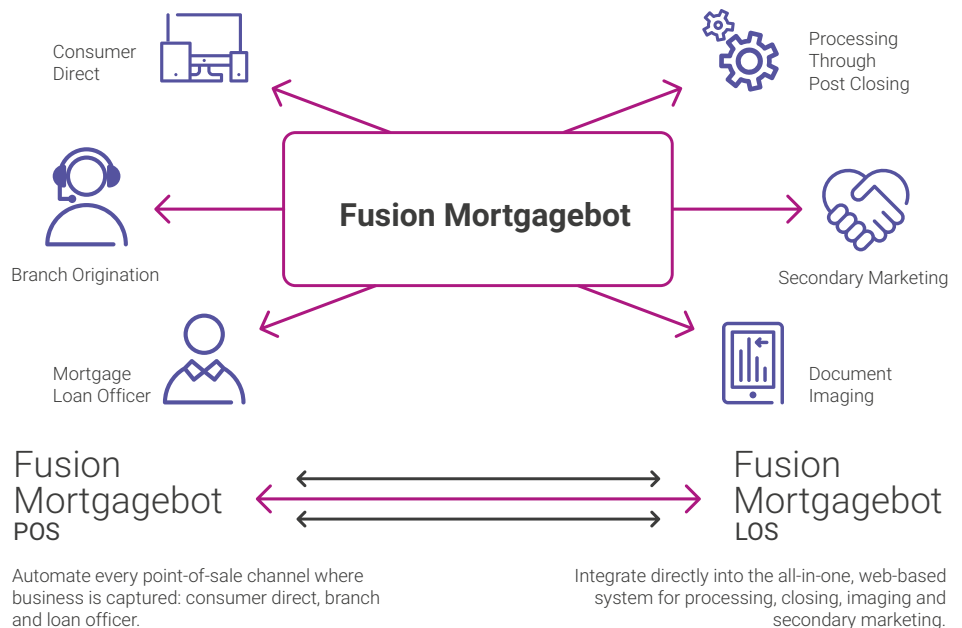 Consumer
Direct
Processing
Through
Post Closing
Fusion Mortgagebot
Branch Origination
Secondary Marketing
Mortgage
Loan Officer
Document
Imaging
Fusion
Mortgagebot
POS
Fusion
Mortgagebot
LOS
Automate every point-of-sale channel where
business is captured: consumer direct, branch
and loan officer.
Integrate directly into the all-in-one, web-based
system for processing, closing, imaging and
secondary marketing.